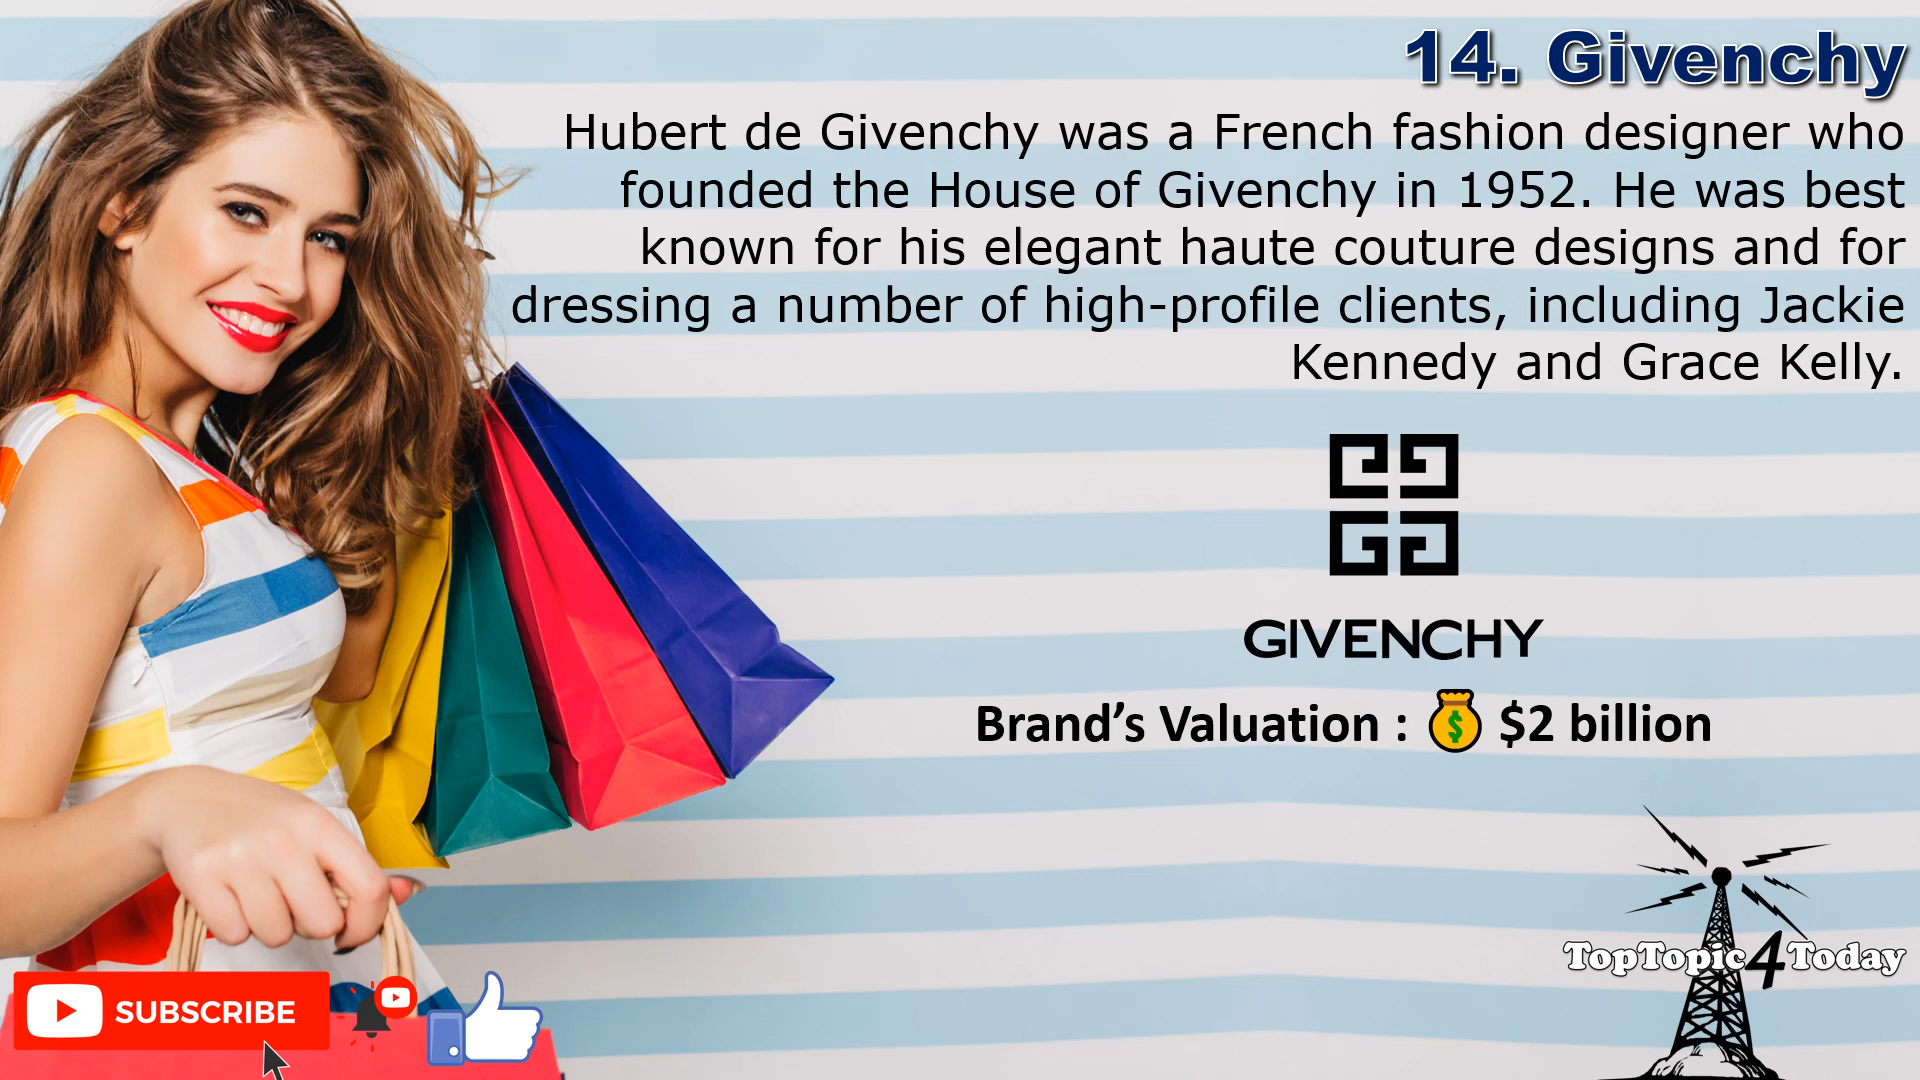 14. Givenchy
Hubert de Givenchy was a French fashion designer who
founded the House of Givenchy in 1952. He was best
known for his elegant haute couture designs and for
dressing a number of high-profile clients, including Jackie
Kennedy and Grace Kelly.
GIVENCHY
Brand’s Valuation : 💰 $2 billion
TopTopic4Today
SUBSCRIBE